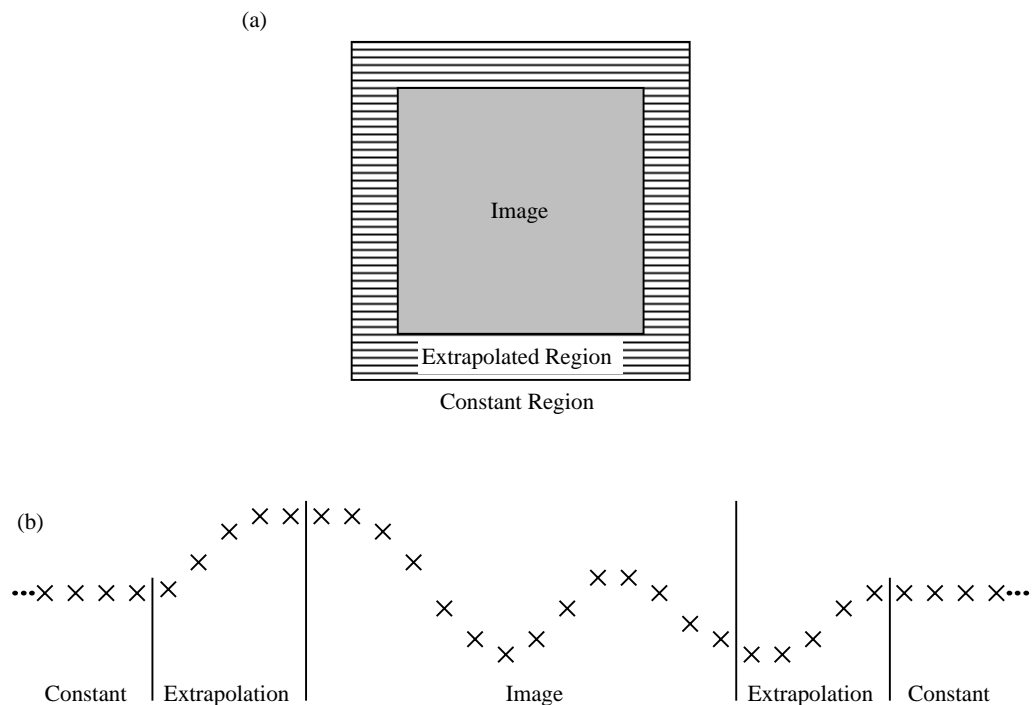 (a)
Image
Extrapolated Region
Constant Region
(b)
Constant Extrapolation Image Extrapolation Constant